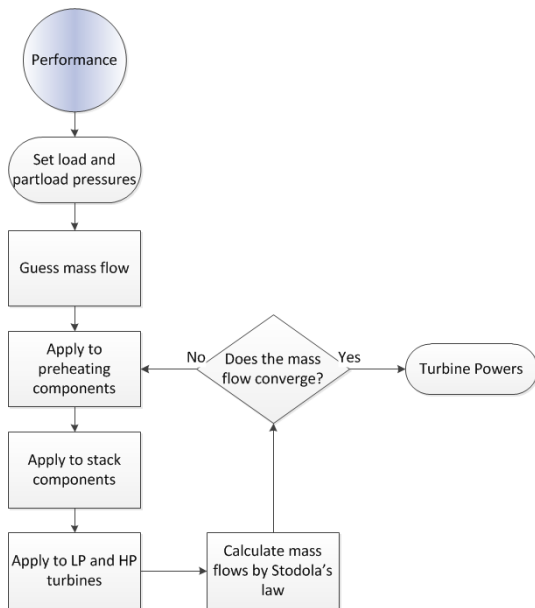 Performance
Set load and
partload pressures
Guess mass flow
Apply to
preheating
components
No
Does the mass
flow converge?
Yes
Turbine Powers
Apply to stack
components
Apply to LP and HP
turbines
Calculate mass
flows by Stodola's
law